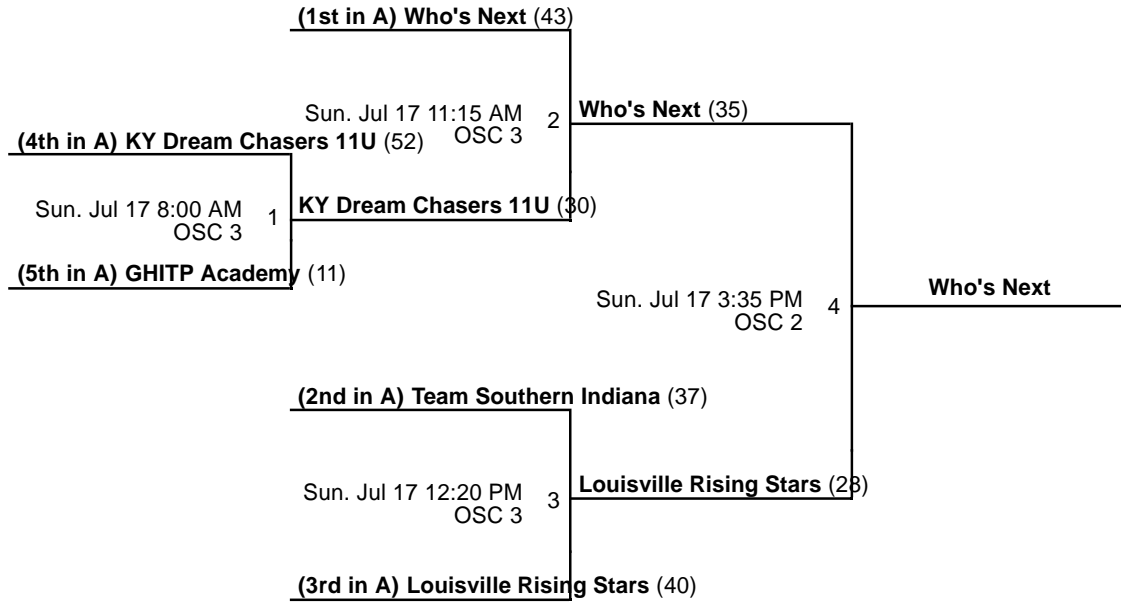 (1st in A) Who's Next (43)
Sun. Jul 17 11:15 AM
OSC 3
2
Who's Next (35)
(4th in A) KY Dream Chasers 11U (52)
Sun. Jul 17 8:00 AM
OSC 3
1
KY Dream Chasers 11U (30)
(5th in A) GHITP Academy (11)
Sun. Jul 17 3:35 PM
OSC 2
4
Who's Next
(2nd in A) Team Southern Indiana (37)
Sun. Jul 17 12:20 PM
OSC 3
3
Louisville Rising Stars (28)
(3rd in A) Louisville Rising Stars (40)